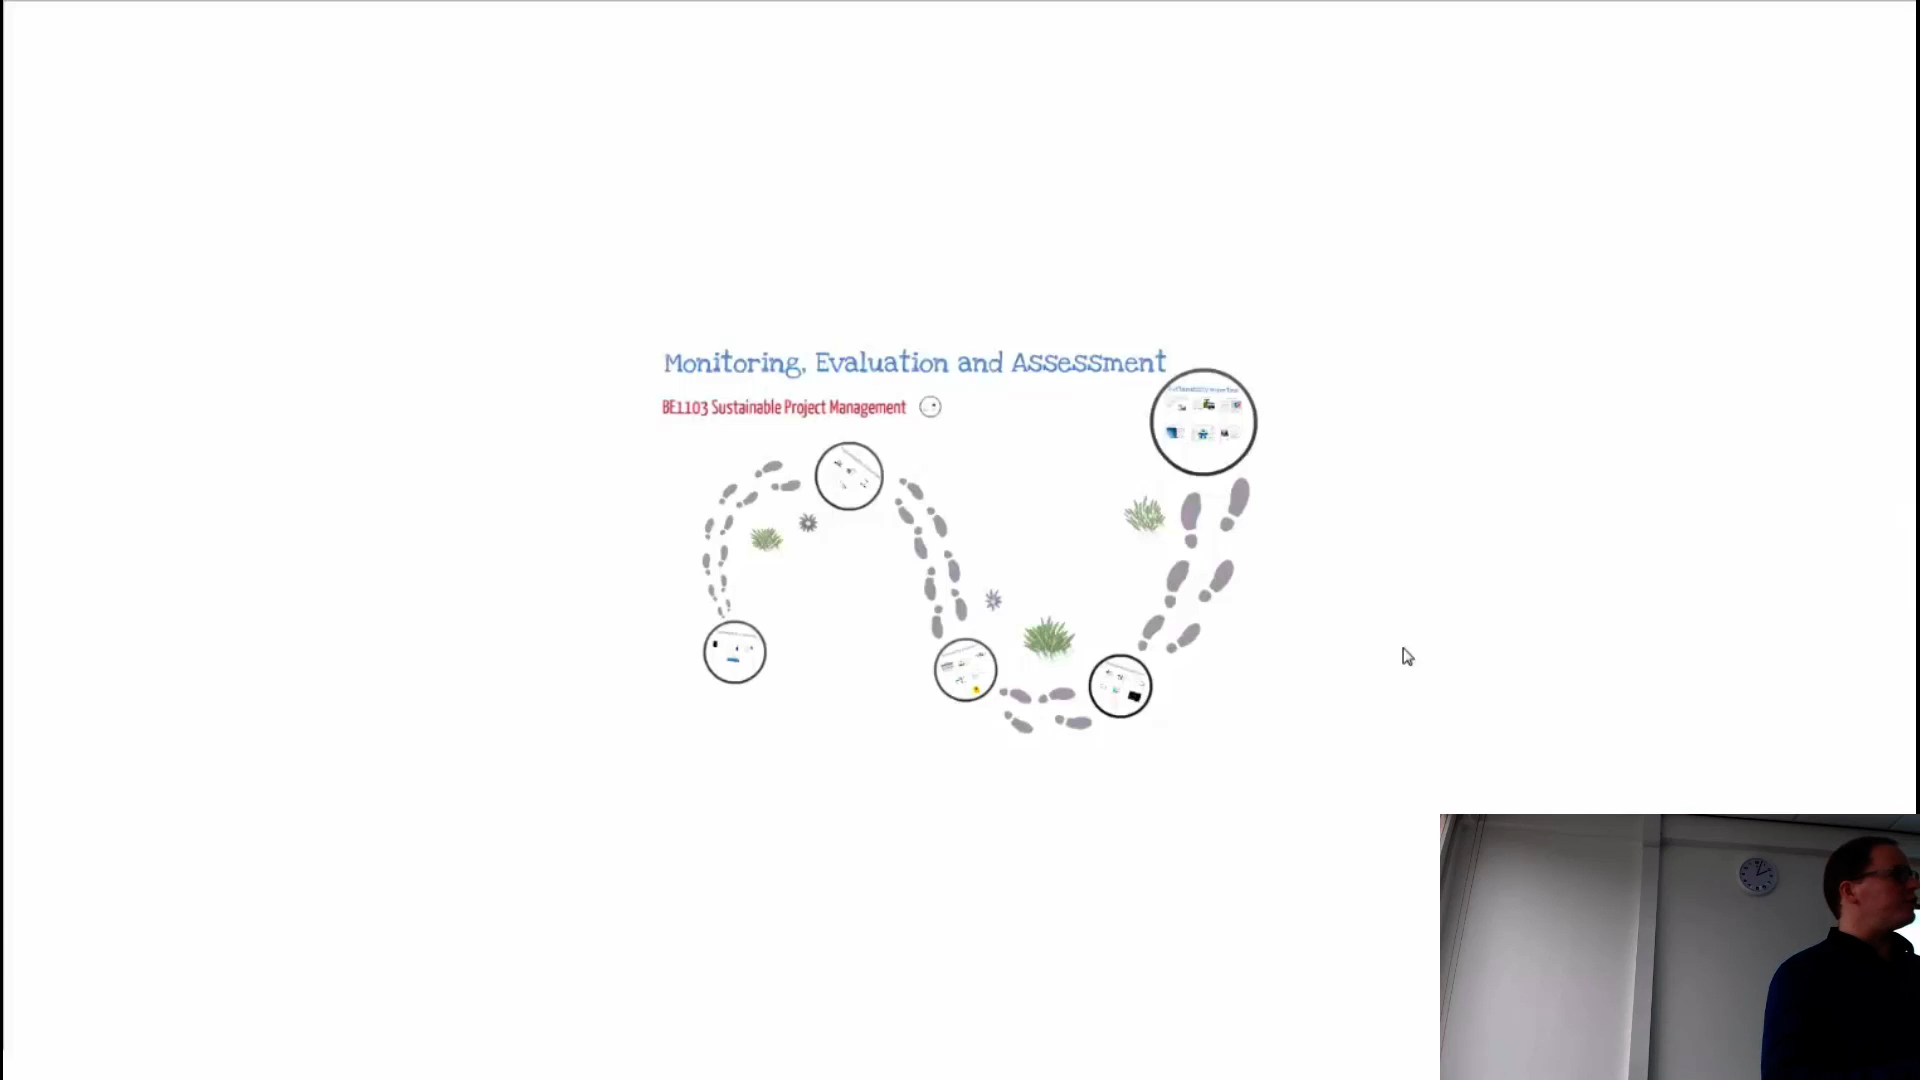 Monitoring, Evaluation and Assessment
BE1103 Sustainable Project Management